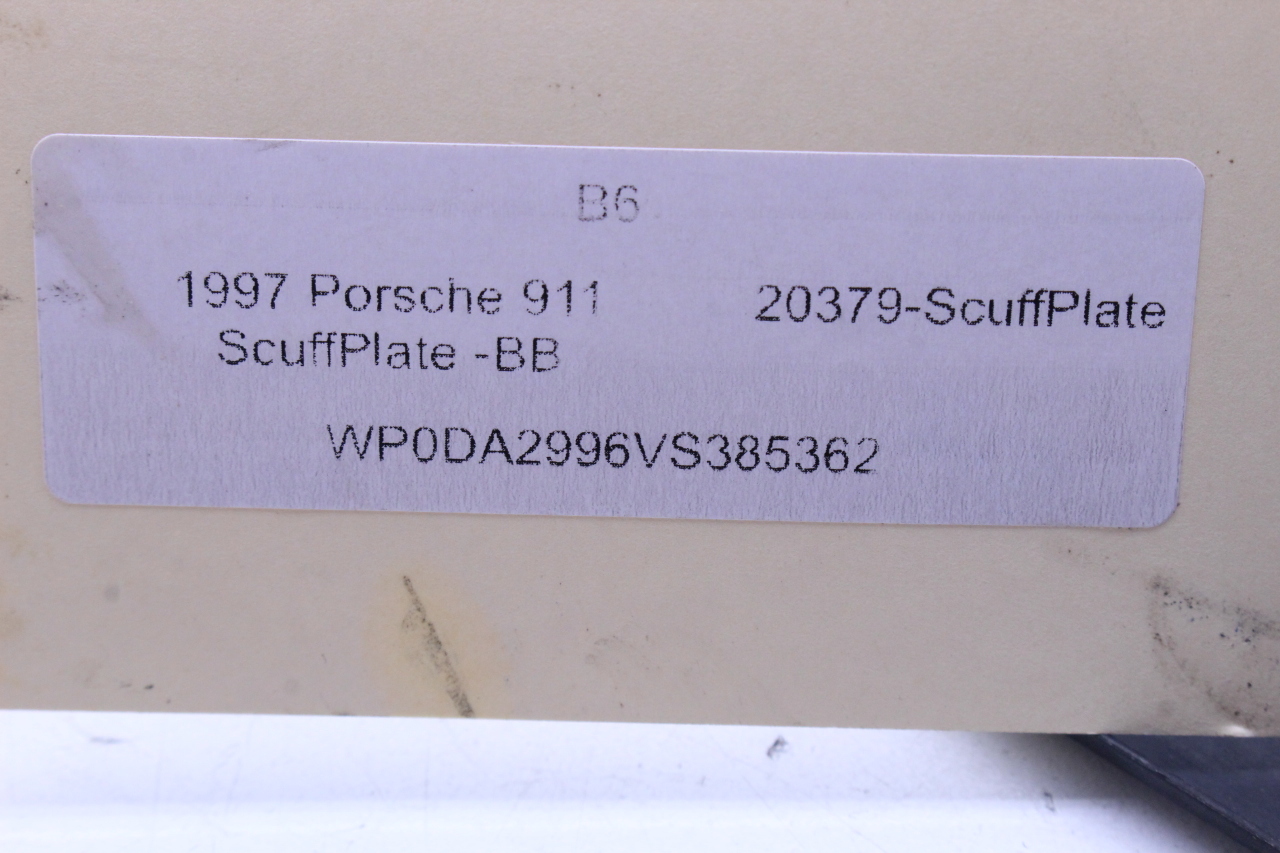 B6
1997 Porsche 911
ScuffPlate -BB
20379-ScuffPlate
WP0DA2996VS385362